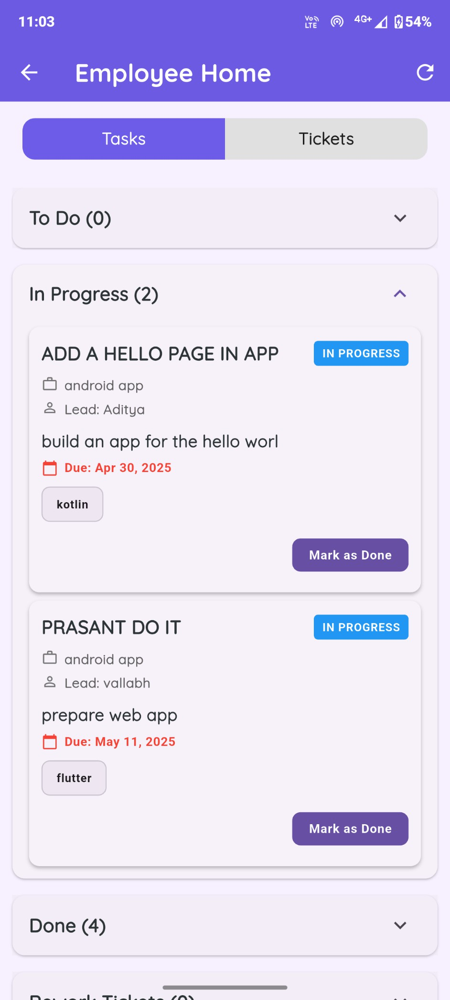 11:03
Vo LTE 4G+ 54%
Employee Home
Tasks
Tickets
To Do (0)
In Progress (2)
ADD A HELLO PAGE IN APP
IN PROGRESS
android app
Lead: Aditya
build an app for the hello worl
Due: Apr 30, 2025
kotlin
Mark as Done
PRASANT DO IT
IN PROGRESS
android app
Lead: vallabh
prepare web app
Due: May 11, 2025
flutter
Mark as Done
Done (4)
Rework Tickets (0)